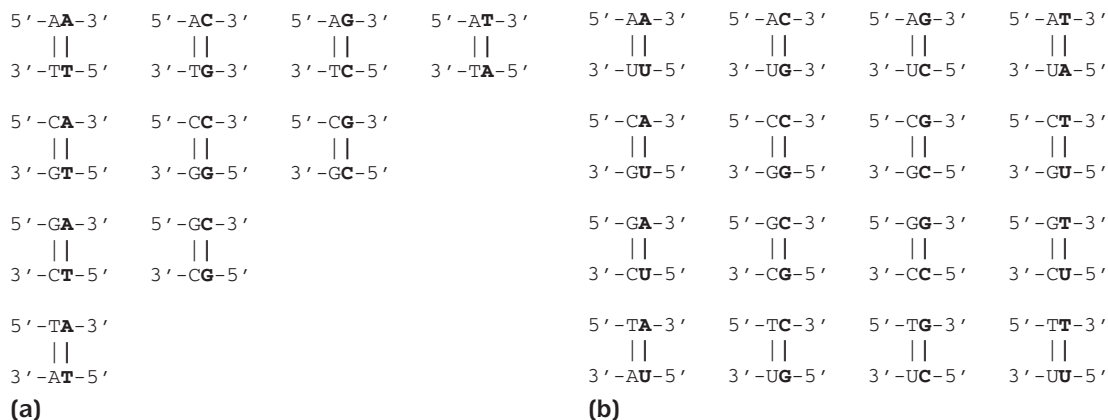 5′-AA-3′ 5′-AC-3′ 5′-AG-3′ 5′-AT-3′
3′-TT-5′ 3′-TG-3′ 3′-TC-5′ 3′-TA-5′
5′-CA-3′ 5′-CC-3′ 5′-CG-3′
3′-GT-5′ 3′-GG-5′ 3′-GC-5′
5′-GA-3′ 5′-GC-3′
3′-CT-5′ 3′-CG-5′
5′-TA-3′
3′-AT-5′
(a)
5′-AA-3′ 5′-AC-3′ 5′-AG-3′ 5′-AT-3′
3′-UU-5′ 3′-UG-3′ 3′-UC-5′ 3′-UA-5′
5′-CA-3′ 5′-CC-3′ 5′-CG-3′ 5′-CT-3′
3′-GU-5′ 3′-GG-5′ 3′-GC-5′ 3′-GU-5′
5′-GA-3′ 5′-GC-3′ 5′-GG-3′ 5′-GT-3′
3′-CU-5′ 3′-CG-5′ 3′-CC-5′ 3′-CU-5′
5′-TA-3′ 5′-TC-3′ 5′-TG-3′ 5′-TT-3′
3′-AU-5′ 3′-UG-5′ 3′-UC-5′ 3′-UU-5′
(b)